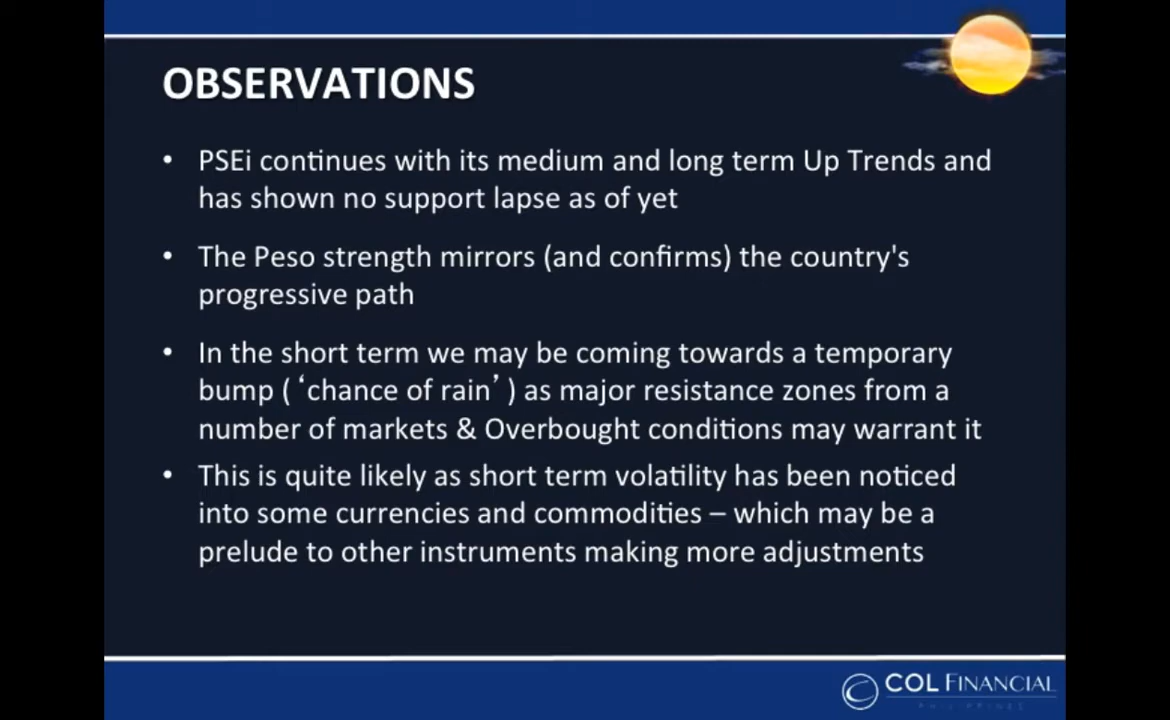 OBSERVATIONS
• PSEi continues with its medium and long term Up Trends and
has shown no support lapse as of yet
• The Peso strength mirrors (and confirms) the country's
progressive path
• In the short term we may be coming towards a temporary
bump (‘chance of rain’) as major resistance zones from a
number of markets & Overbought conditions may warrant it
• This is quite likely as short term volatility has been noticed
into some currencies and commodities – which may be a
prelude to other instruments making more adjustments
COL FINANCIAL
PHILIPPINES